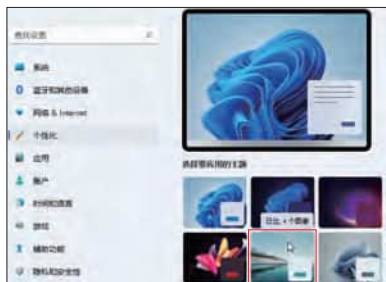 查找设置
系统
蓝牙和其他设备
网络 & Internet
个性化
应用
账户
时间和语言
游戏
辅助功能
隐私和安全性
选择要应用的主题
日出, 4 个图像